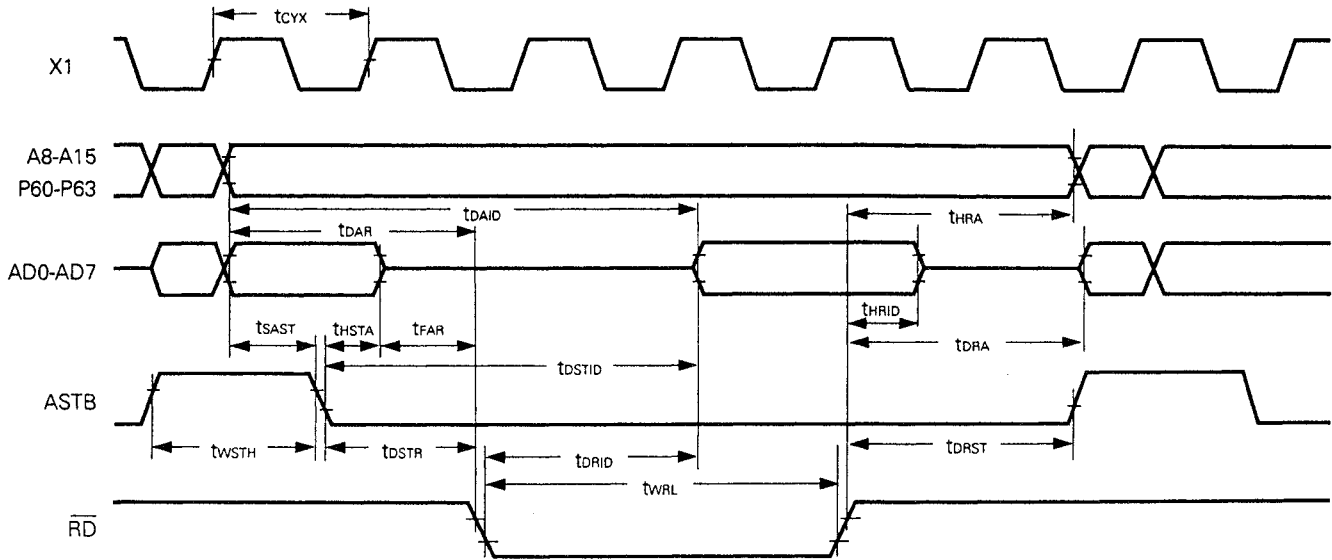 tCYX
X1
A8-A15
P60-P63
tDAID
tHRA
tDAR
AD0-AD7
tHRID
tSAST
tHSTA
tFAR
tDRA
tDSTID
ASTB
tWSTH
tDSTR
tDRID
tDRST
tWRL
RD